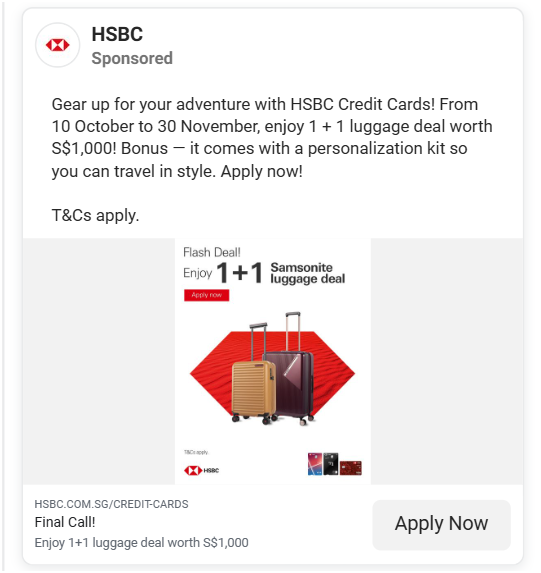 HSBC
Sponsored
Gear up for your adventure with HSBC Credit Cards! From
10 October to 30 November, enjoy 1 + 1 luggage deal worth
S$1,000! Bonus — it comes with a personalization kit so
you can travel in style. Apply now!
T&Cs apply.
Flash Deal!
Enjoy 1+1 Samsonite
luggage deal
Apply now
T&Cs apply.
HSBC
HSBC.COM.SG/CREDIT-CARDS
Final Call!
Enjoy 1+1 luggage deal worth S$1,000
Apply Now